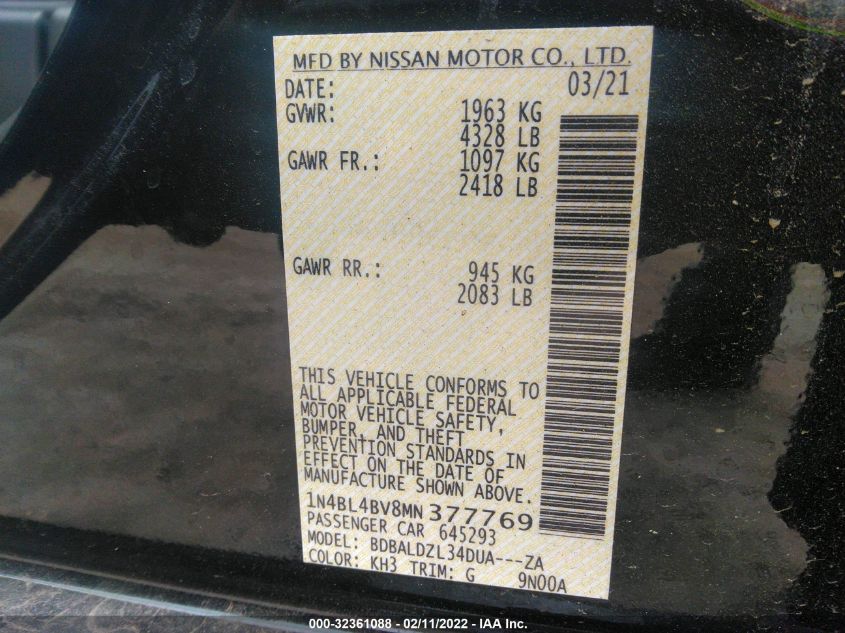 MFD BY NISSAN MOTOR CO., LTD.
DATE: 03/21
GVWR: 1963 KG
4328 LB
GAWR FR.: 1097 KG
2418 LB
GAWR RR.: 945 KG
2083 LB
THIS VEHICLE CONFORMS TO
ALL APPLICABLE FEDERAL
MOTOR VEHICLE SAFETY,
BUMPER, AND THEFT
PREVENTION STANDARDS IN
EFFECT ON THE DATE OF
MANUFACTURE SHOWN ABOVE.
1N4BL4BV8MN377769
PASSENGER CAR 645293
MODEL: BDBALDZL34DUA---ZA
COLOR: KH3 TRIM: G 9N00A
000-32361088 - 02/11/2022 - IAA Inc.